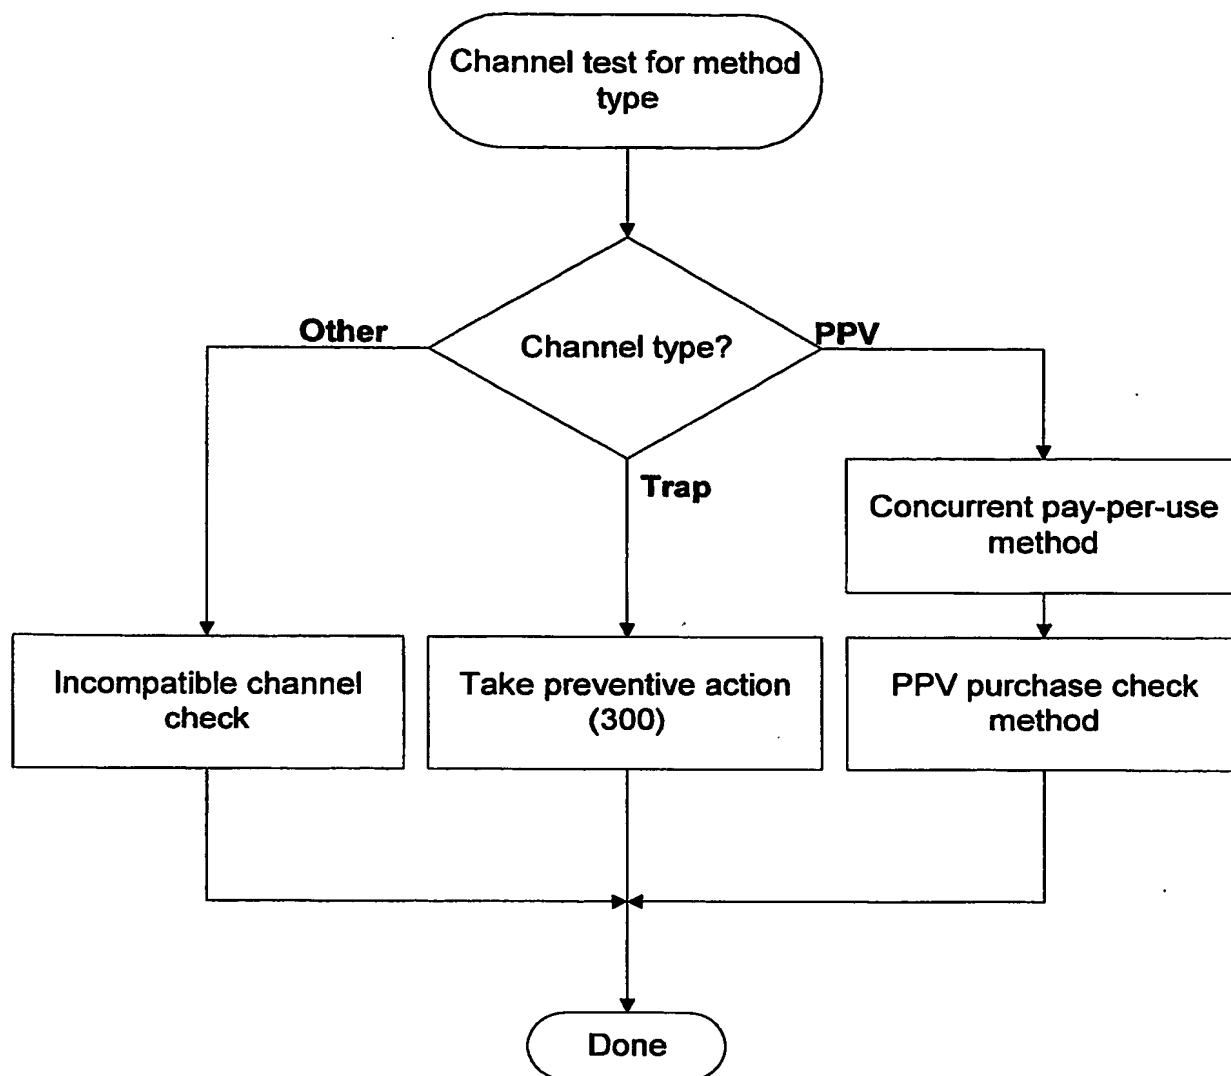 Channel test for method
type
Other
Channel type?
PPV
Trap
Concurrent pay-per-use
method
Incompatible channel
check
Take preventive action
(300)
PPV purchase check
method
Done